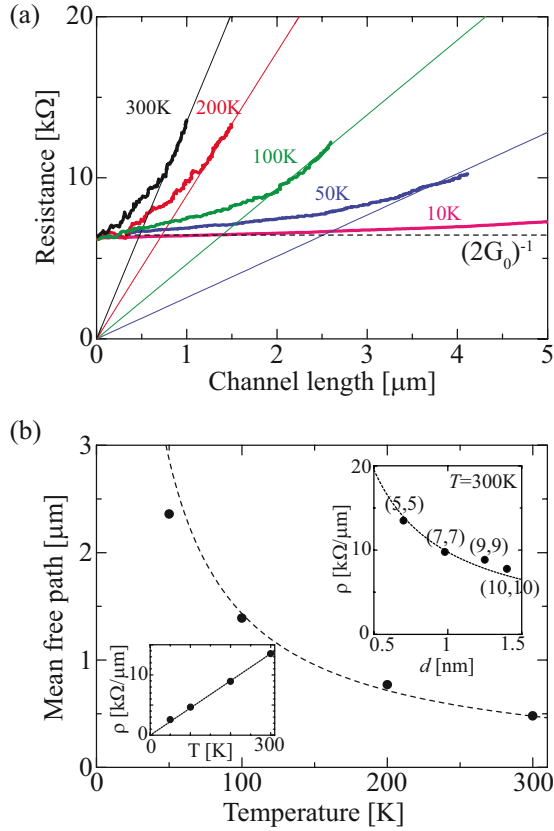 (a)
20
10
0
Resistance [kΩ]
300K
200K
100K
50K
10K
(2G₀)⁻¹
0 1 2 3 4 5
Channel length [μm]
(b)
3
2
1
0
Mean free path [μm]
0 100 200 300
Temperature [K]
20
15
10
5
0
ρ [kΩ/μm]
T=300K
(5,5)
(7,7)
(9,9)
(10,10)
0.5 1 1.5
d [nm]
10
0
ρ [kΩ/μm]
0 300
T [K]